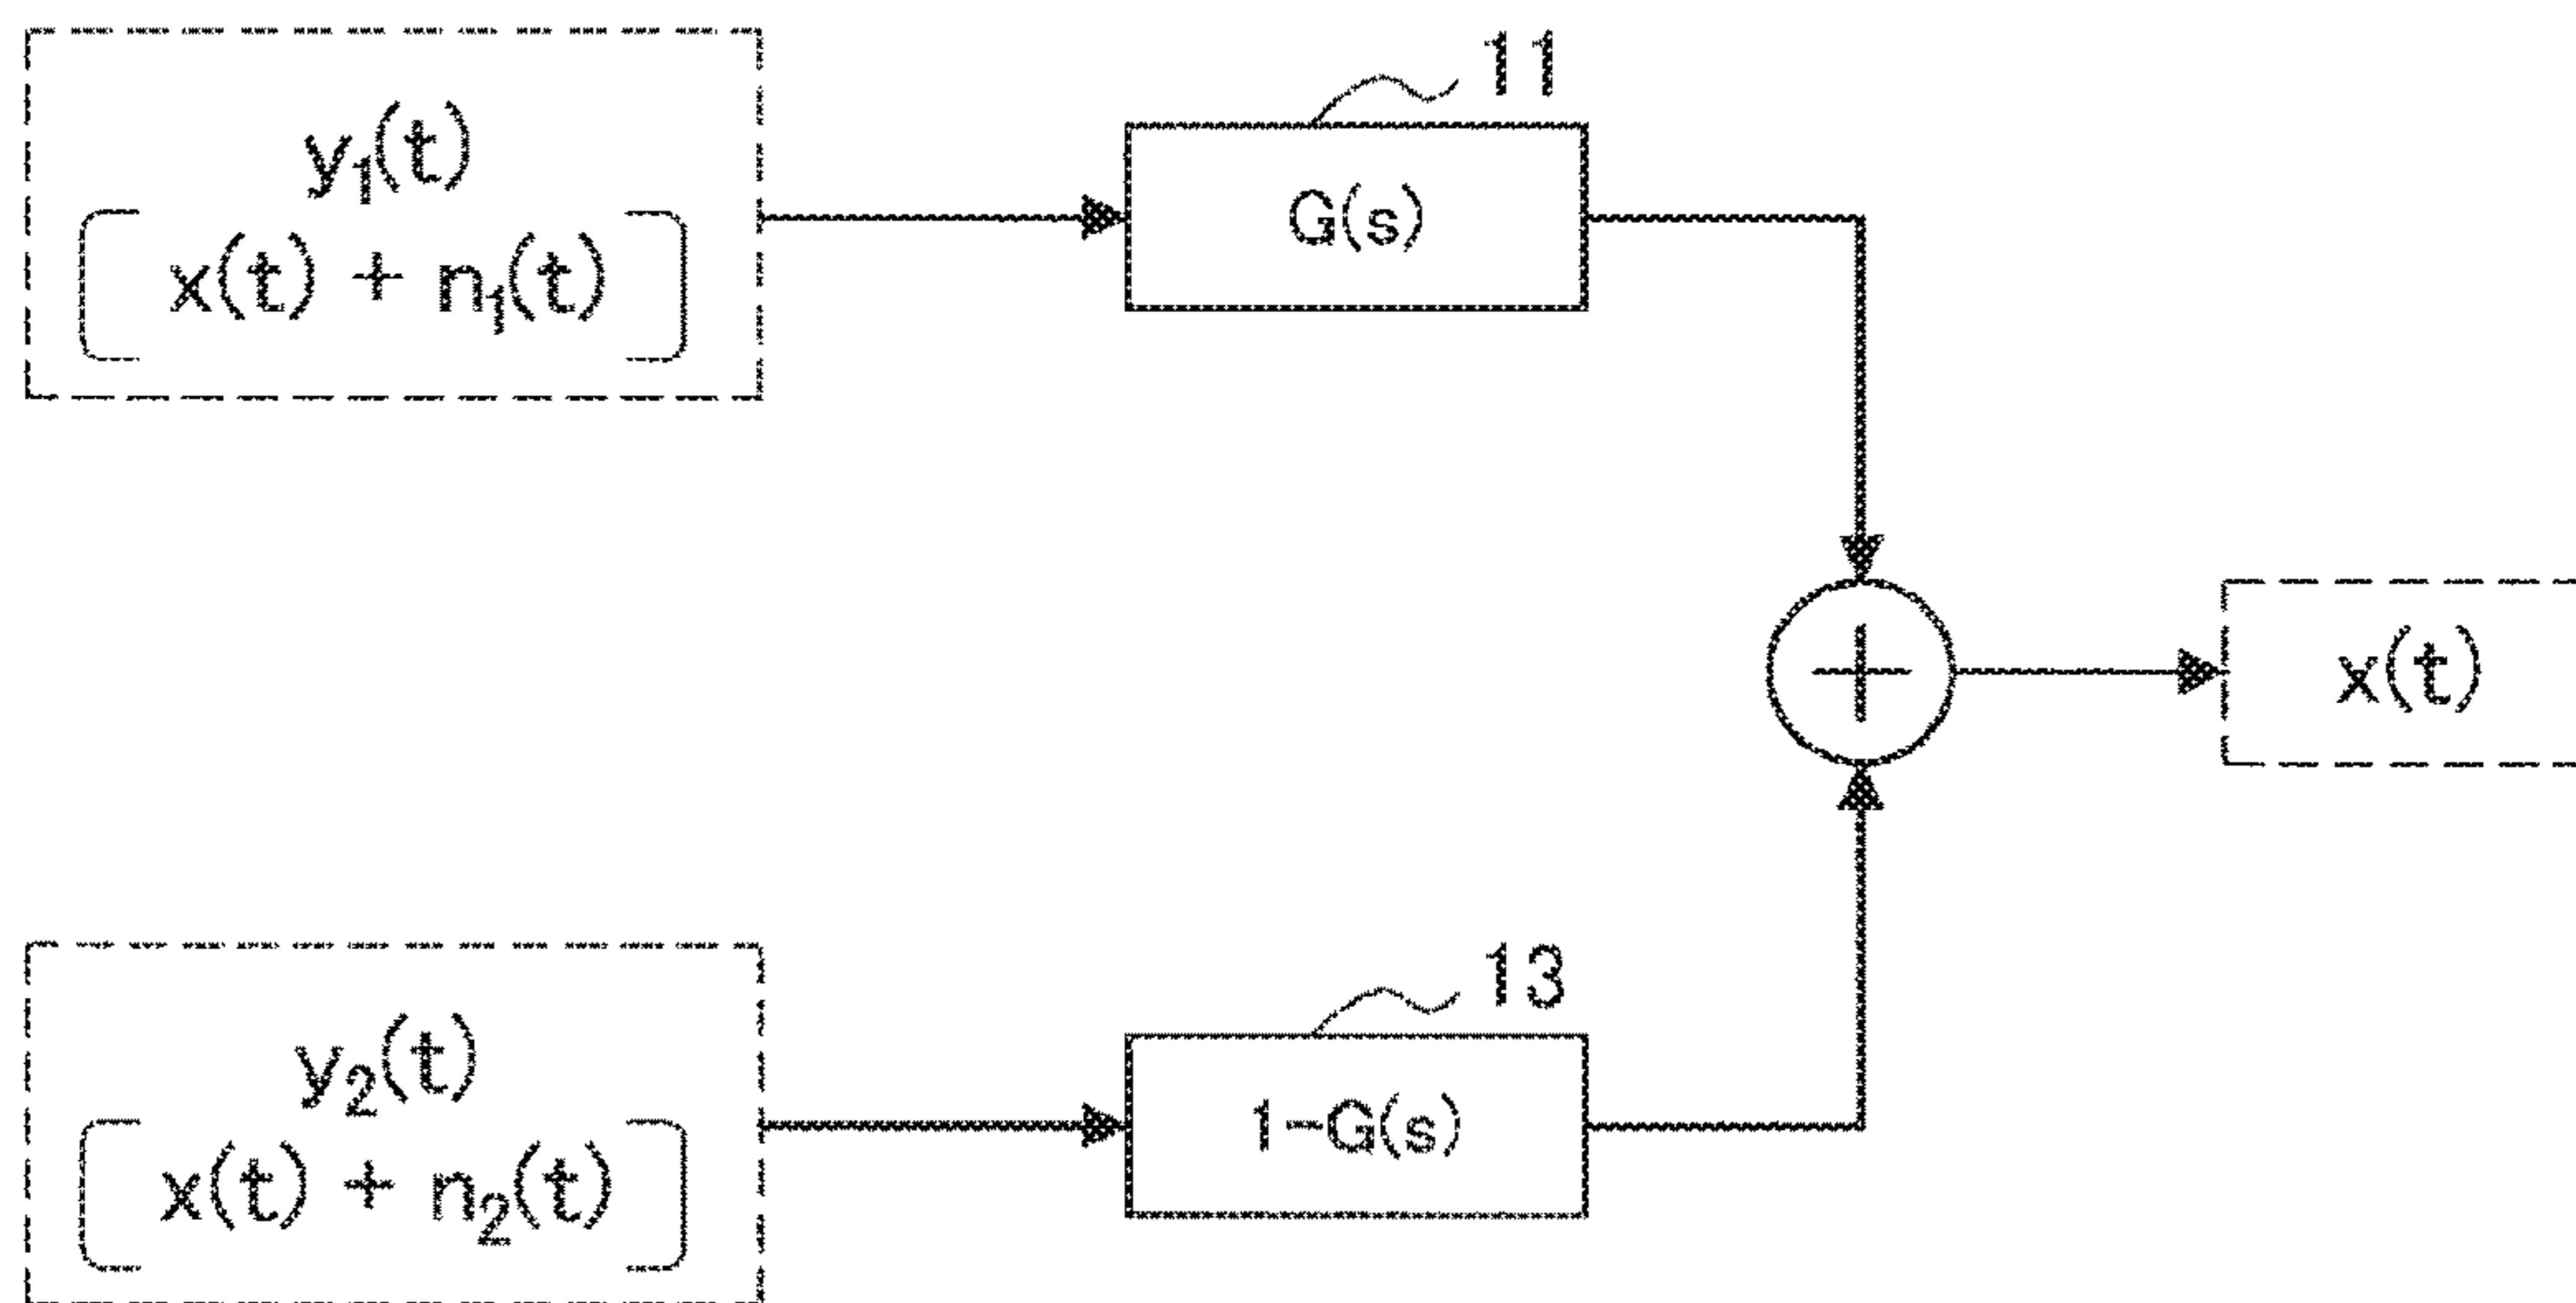 11
y₁(t)
x(t) + n₁(t)
G(s)
x(t)
13
y₂(t)
x(t) + n₂(t)
1-G(s)